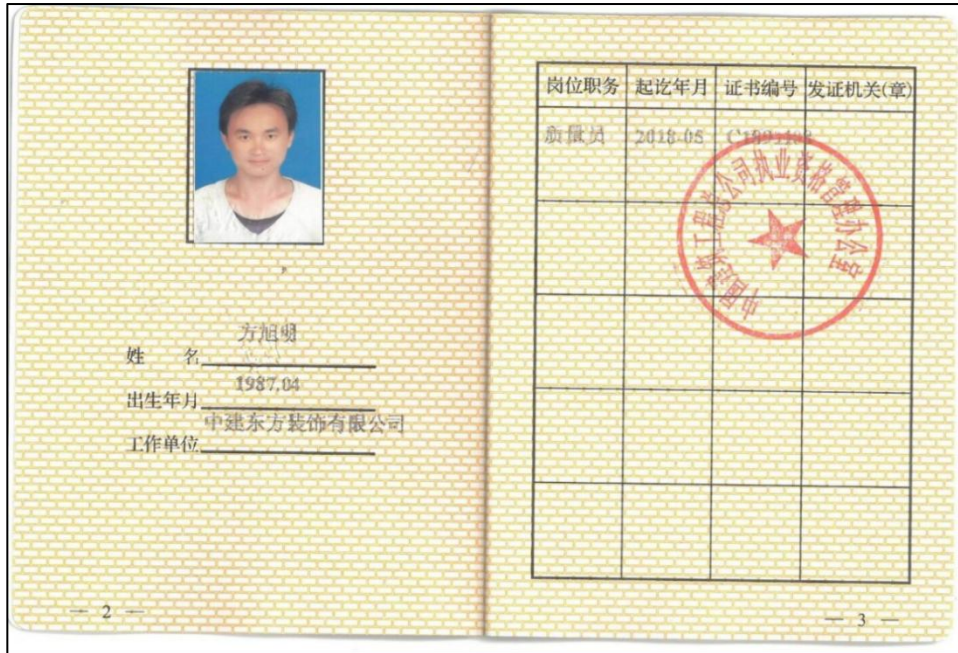 方旭明
姓 名
1987.04
出生年月
中建东方装饰有限公司
工作单位
— 2 —
岗位职务 起讫年月 证书编号 发证机关(章)
质量员 2018-05
中国建筑工程总公司执业资格管理办公室
— 3 —